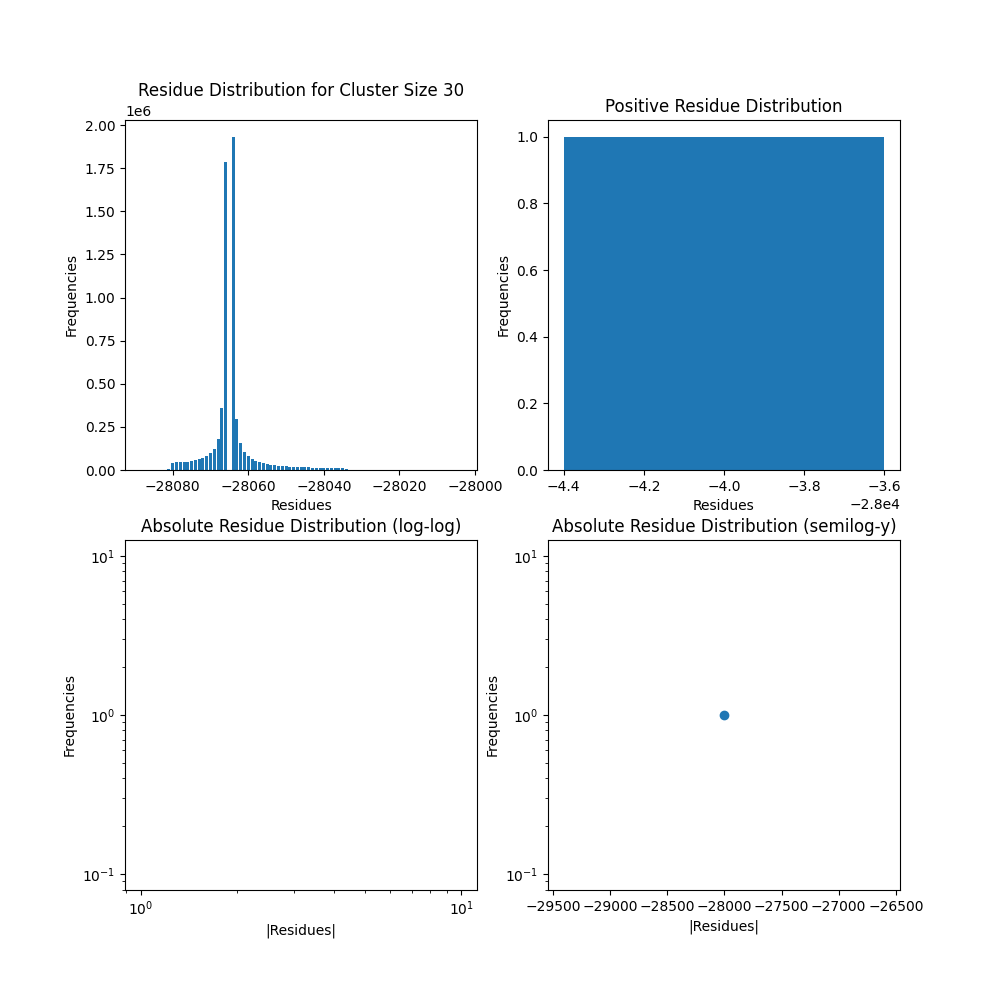 Residue Distribution for Cluster Size 30
1e6
2.00
1.75
1.50
1.25
1.00
0.75
0.50
0.25
0.00
Frequencies
−28080 −28060 −28040 −28020 −28000
Residues
Positive Residue Distribution
1.0
0.8
0.6
0.4
0.2
0.0
Frequencies
−4.4 −4.2 −4.0 −3.8 −3.6
Residues
−2.8e4
Absolute Residue Distribution (log-log)
10¹
10⁰
10⁻¹
Frequencies
10⁰ 10¹
|Residues|
Absolute Residue Distribution (semilog-y)
10¹
10⁰
10⁻¹
Frequencies
−29500 −29000 −28500 −28000 −27500 −27000 −26500
|Residues|